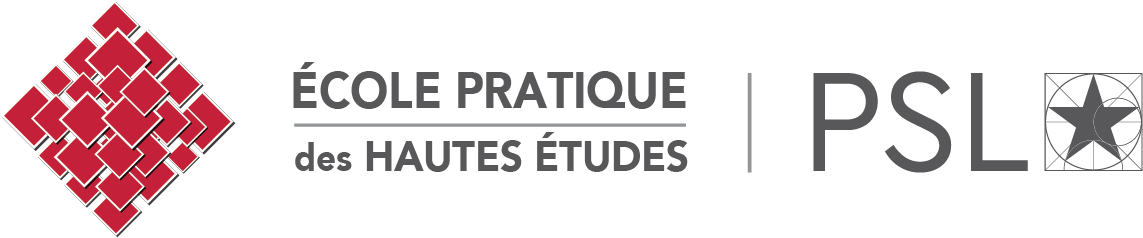 ÉCOLE PRATIQUE
des HAUTES ÉTUDES
PSL